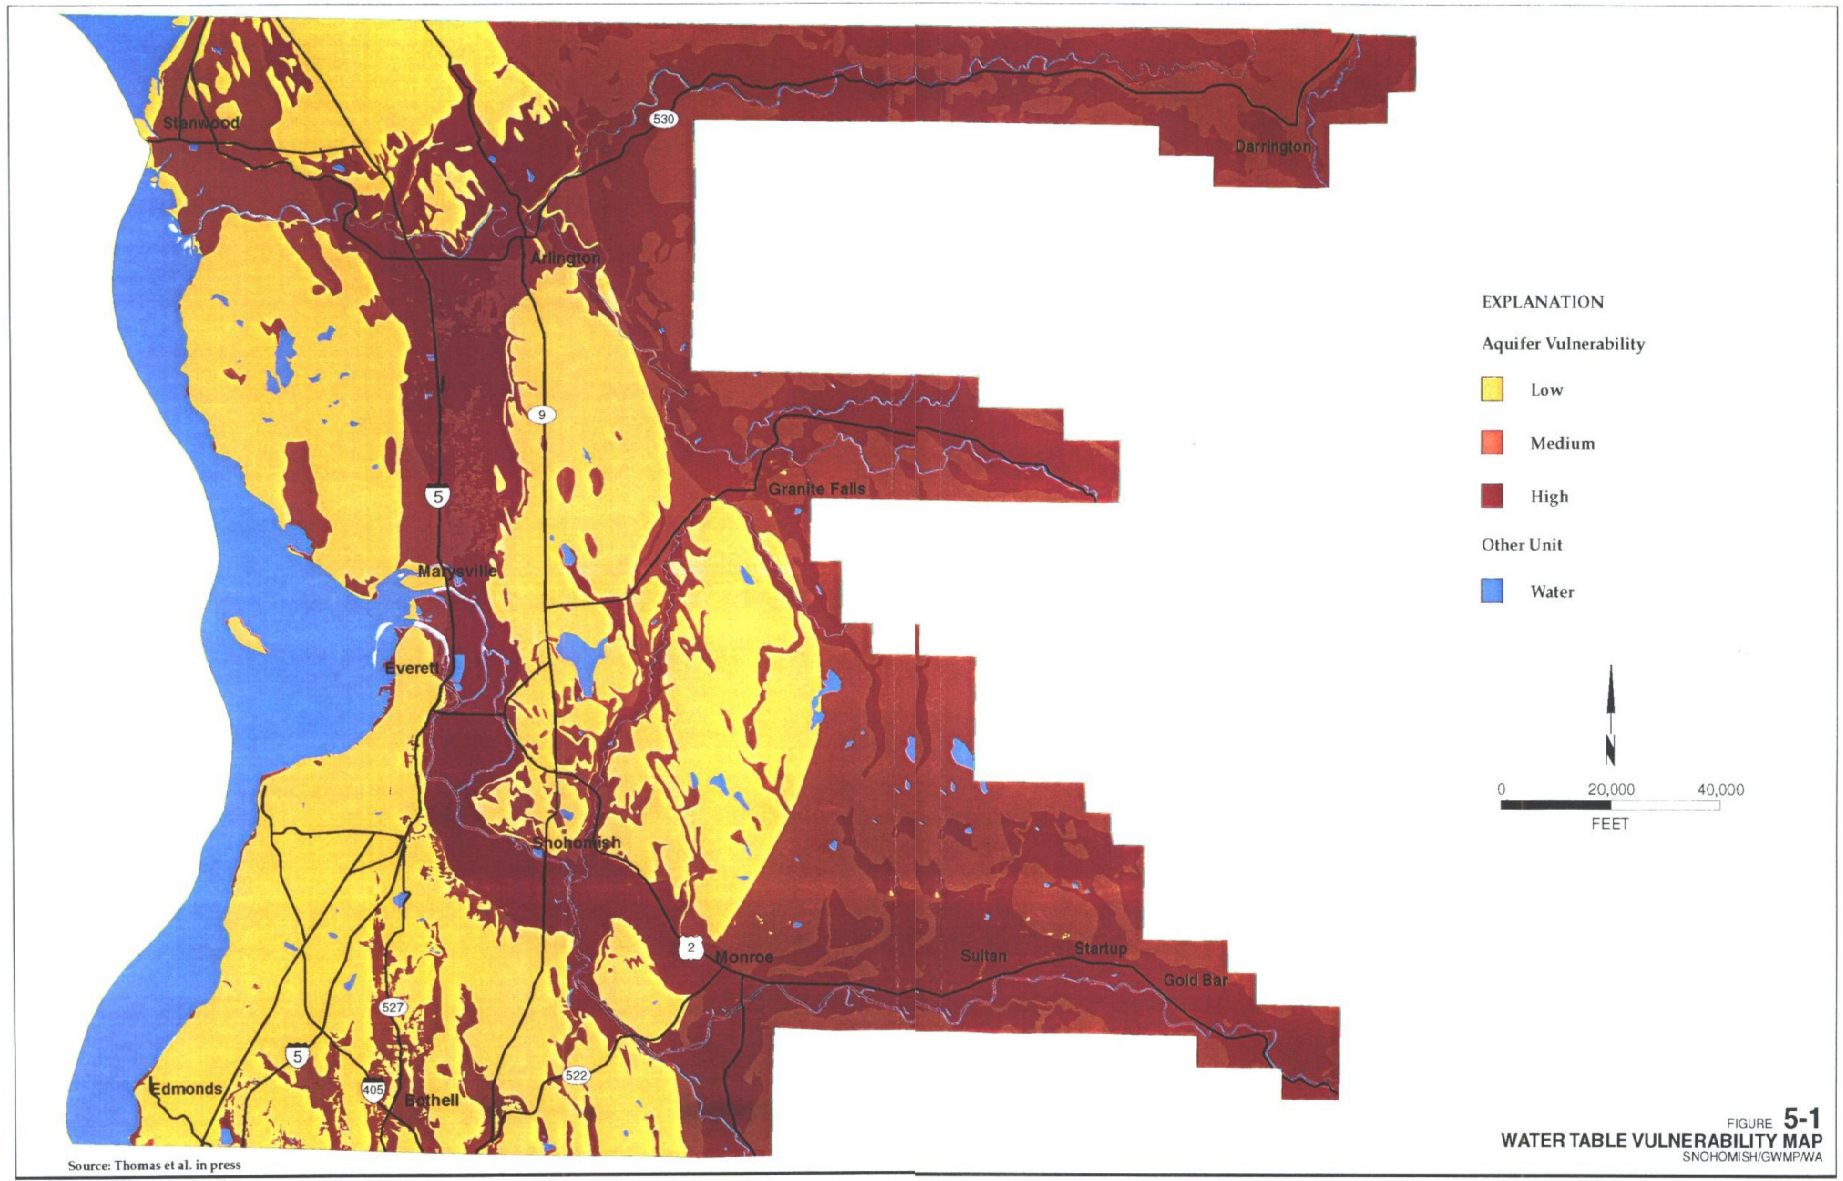 Stanwood
530
Darrington
Arlington
9
5
Granite Falls
Marysville
Everett
Snohomish
2
Monroe
Sultan
Startup
Gold Bar
527
5
522
Edmonds
405
Bothell
EXPLANATION
Aquifer Vulnerability
Low
Medium
High
Other Unit
Water
N
0 20,000 40,000
FEET
FIGURE 5-1
WATER TABLE VULNERABILITY MAP
SNOHOMISH/GWMP/WA
Source: Thomas et al. in press